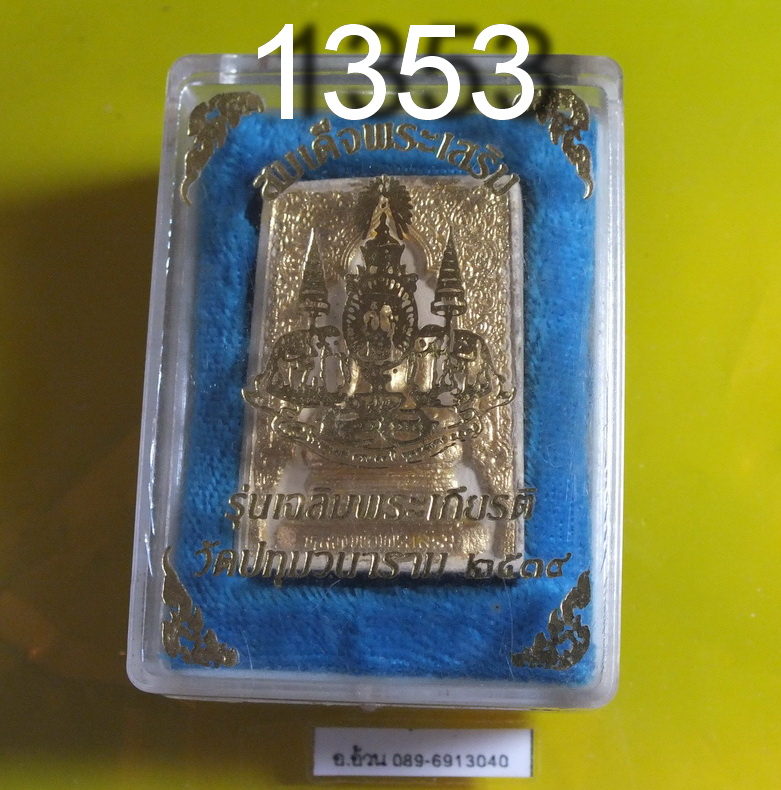 1353
สมเด็จพระเสริม
รุ่นเฉลิมพระเกียรติ
วัดปทุมวนาราม ๒๕๓๙
อ.อ้วน 089-6913040